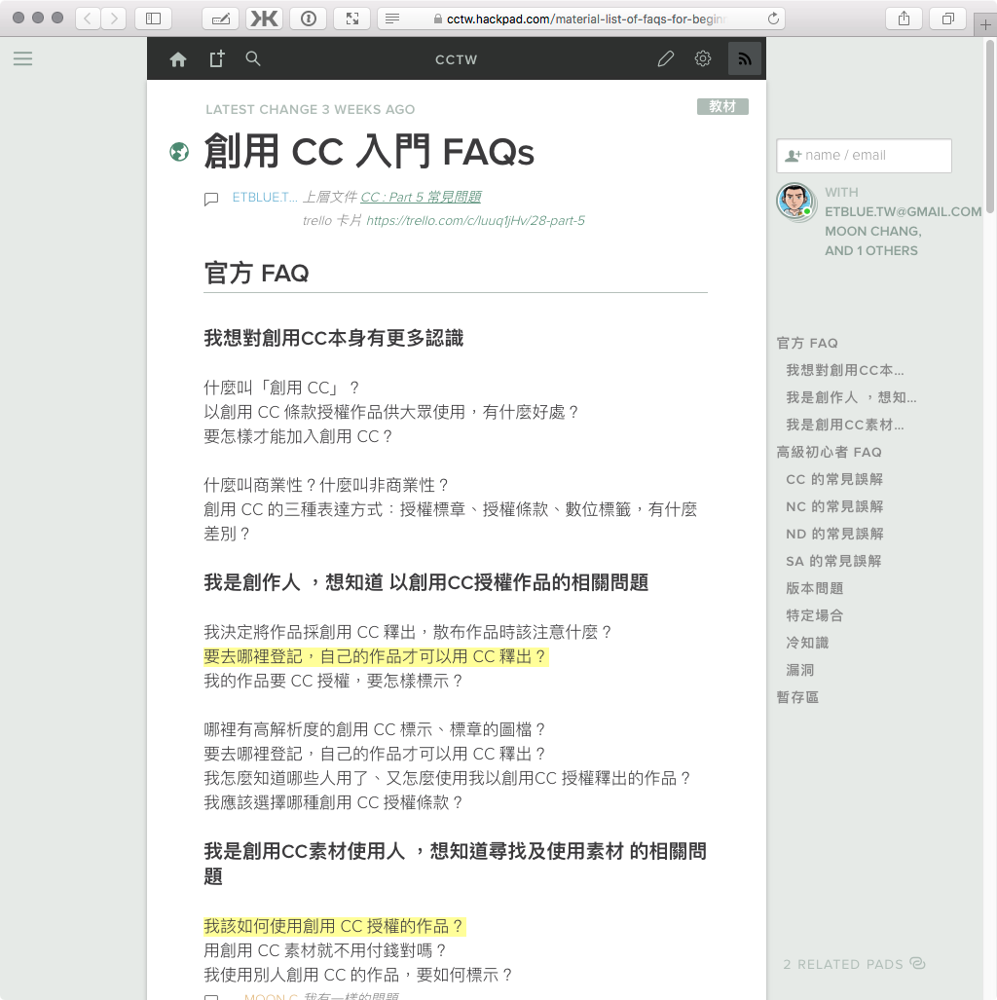 cctw.hackpad.com/material-list-of-faqs-for-begin
CCTW
LATEST CHANGE 3 WEEKS AGO
教材
創用 CC 入門 FAQs
ETBLUE.T... 上層文件 CC : Part 5 常見問題
trello 卡片 https://trello.com/c/Iuuq1jHv/28-part-5
官方 FAQ
我想對創用CC本身有更多認識
什麼叫「創用 CC」？
以創用 CC 條款授權作品供大眾使用，有什麼好處？
要怎樣才能加入創用 CC？
什麼叫商業性？什麼叫非商業性？
創用 CC 的三種表達方式：授權標章、授權條款、數位標籤，有什麼
差別？
我是創作人 ，想知道 以創用CC授權作品的相關問題
我決定將作品採創用 CC 釋出，散布作品時該注意什麼？
要去哪裡登記，自己的作品才可以用 CC 釋出？
我的作品要 CC 授權，要怎樣標示？
哪裡有高解析度的創用 CC 標示、標章的圖檔？
要去哪裡登記，自己的作品才可以用 CC 釋出？
我怎麼知道哪些人用了、又怎麼使用我以創用CC 授權釋出的作品？
我應該選擇哪種創用 CC 授權條款？
我是創用CC素材使用人 ，想知道尋找及使用素材 的相關問
題
我該如何使用創用 CC 授權的作品？
用創用 CC 素材就不用付錢對嗎？
我使用別人創用 CC 的作品，要如何標示？
MOON C 我有一樣的問題
name / email
WITH
ETBLUE.TW@GMAIL.COM
MOON CHANG,
AND 1 OTHERS
官方 FAQ
我想對創用CC本...
我是創作人 ，想知...
我是創用CC素材...
高級初心者 FAQ
CC 的常見誤解
NC 的常見誤解
ND 的常見誤解
SA 的常見誤解
版本問題
特定場合
冷知識
漏洞
暫存區
2 RELATED PADS